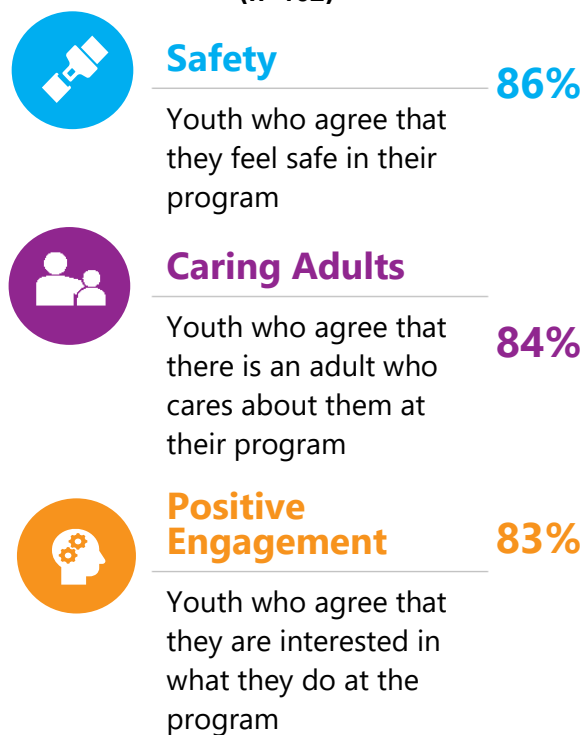 Safety
86%
Youth who agree that
they feel safe in their
program
Caring Adults
Youth who agree that
there is an adult who
cares about them at
their program
84%
Positive
Engagement
83%
Youth who agree that
they are interested in
what they do at the
program